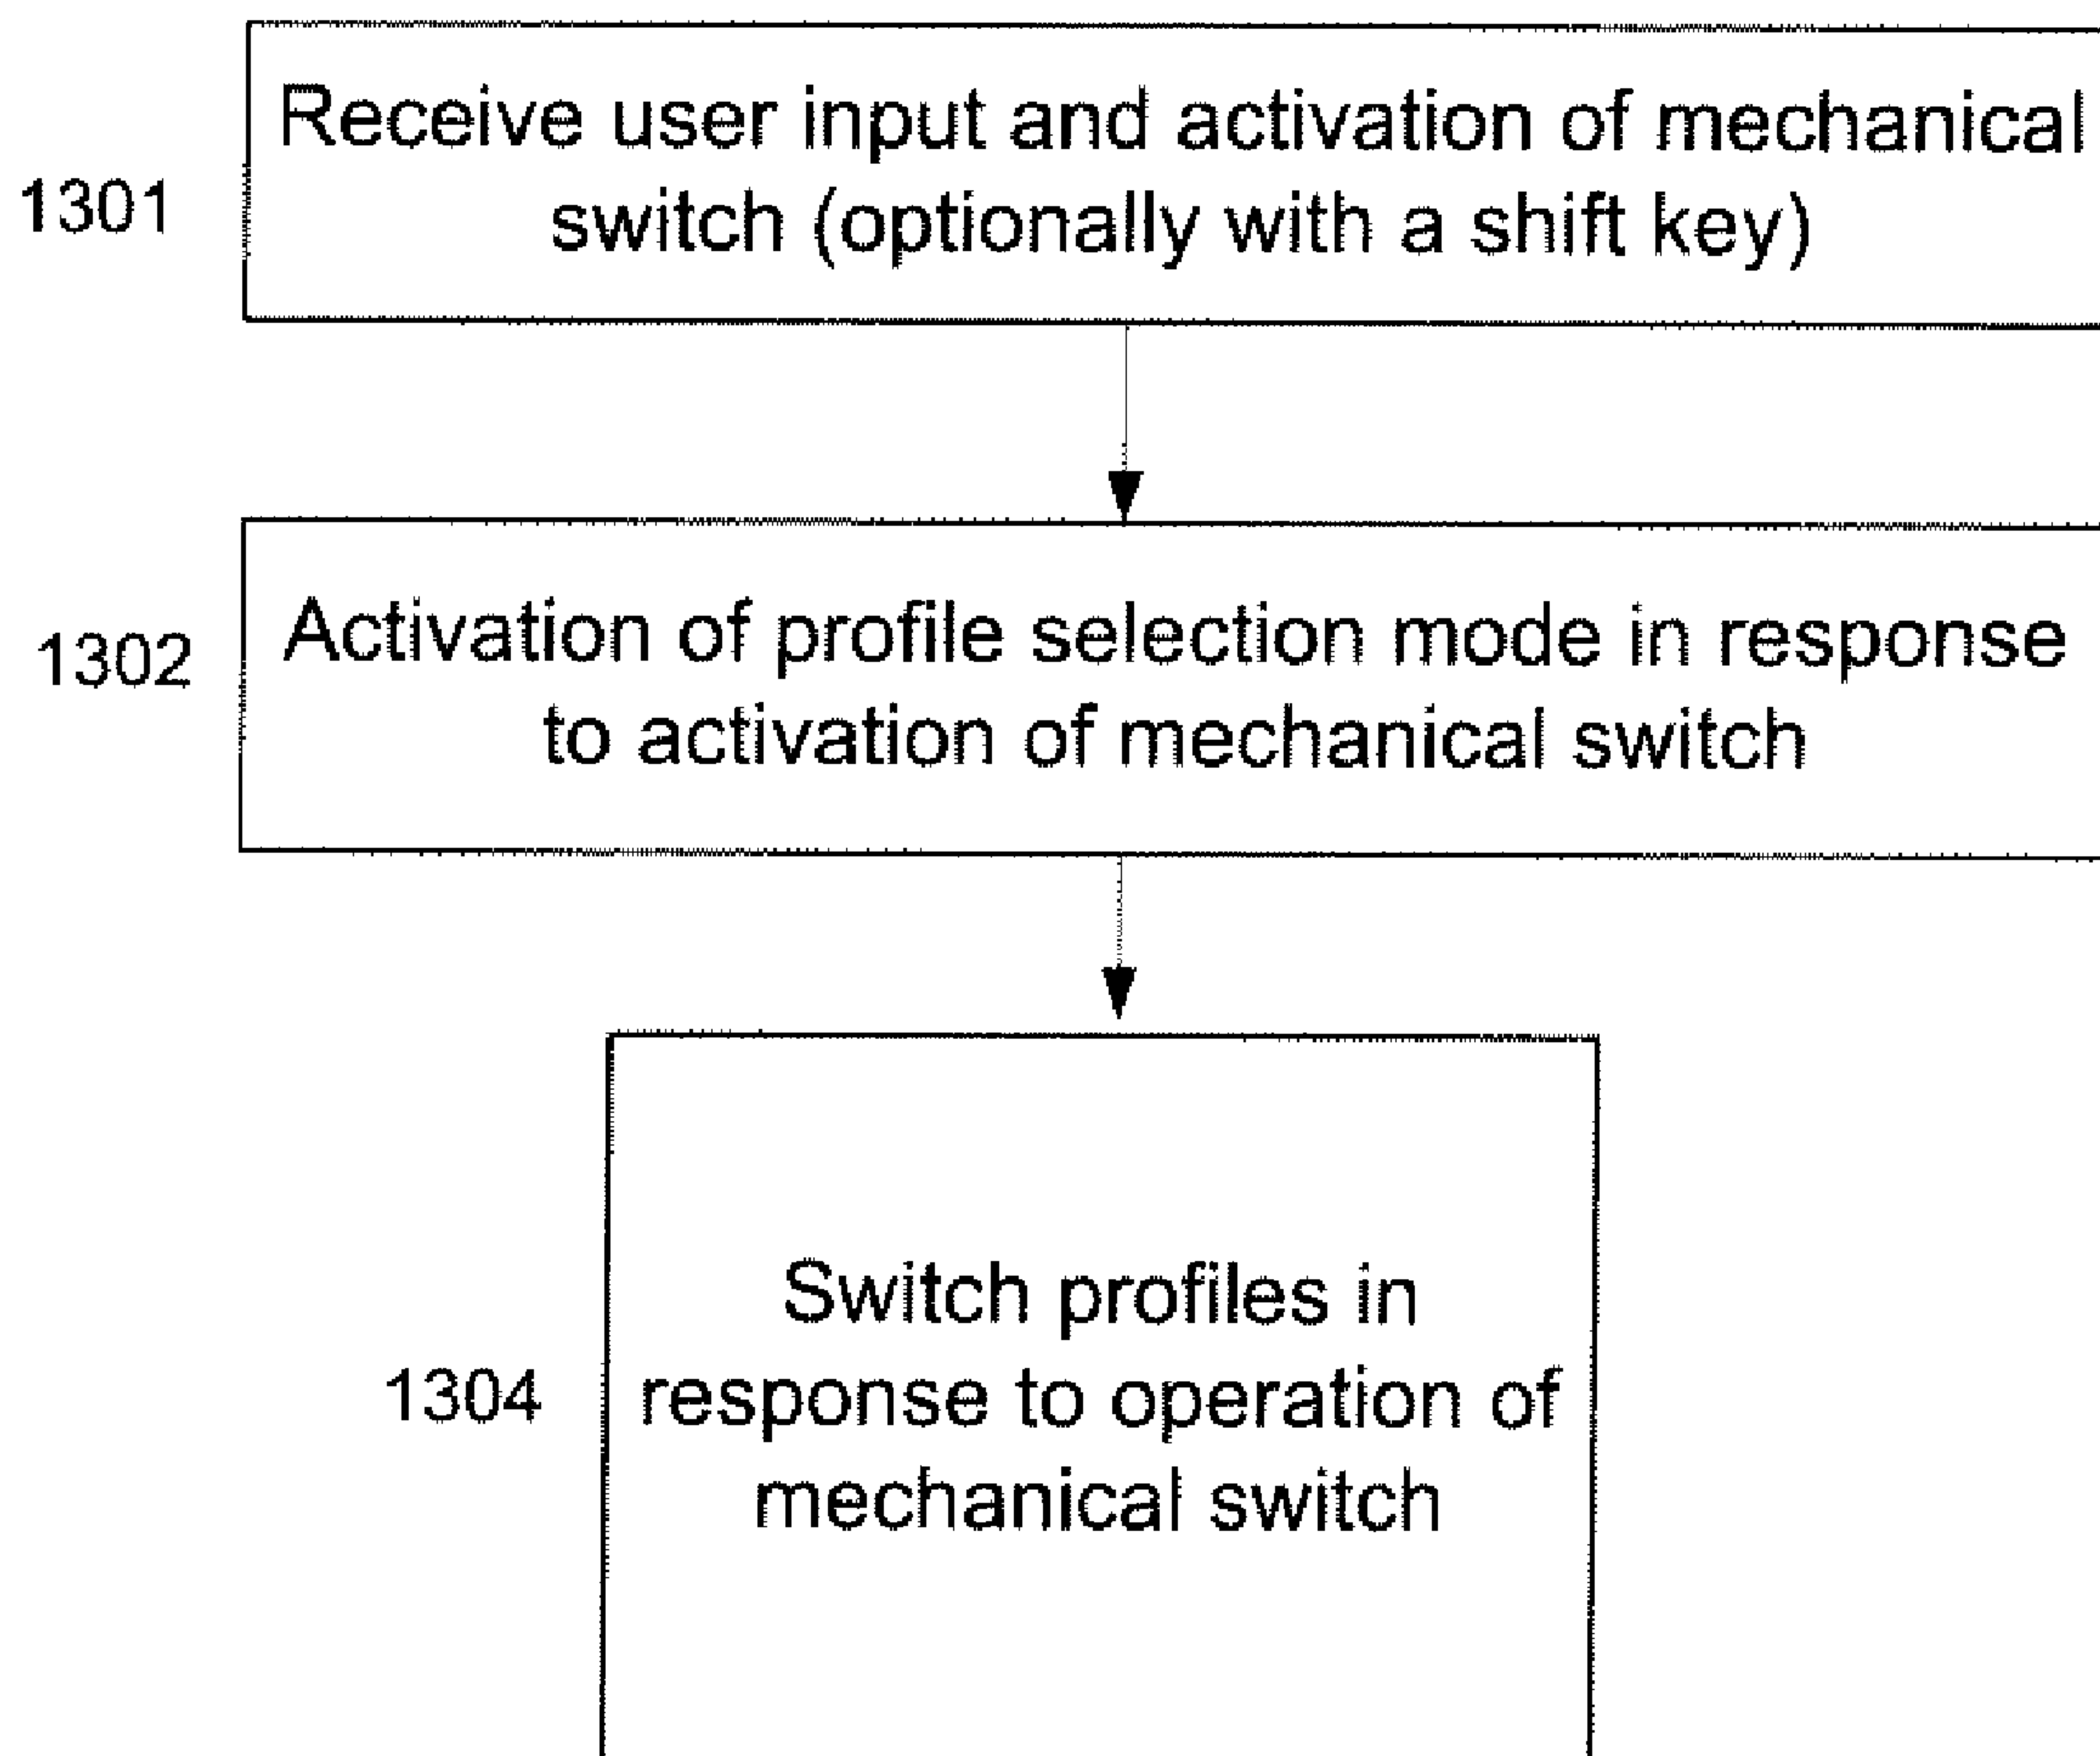 Receive user input and activation of mechanical
1301
switch (optionally with a shift key)
Activation of profile selection mode in response
1302
to activation of mechanical switch
Switch profiles in
1304
response to operation of
mechanical switch